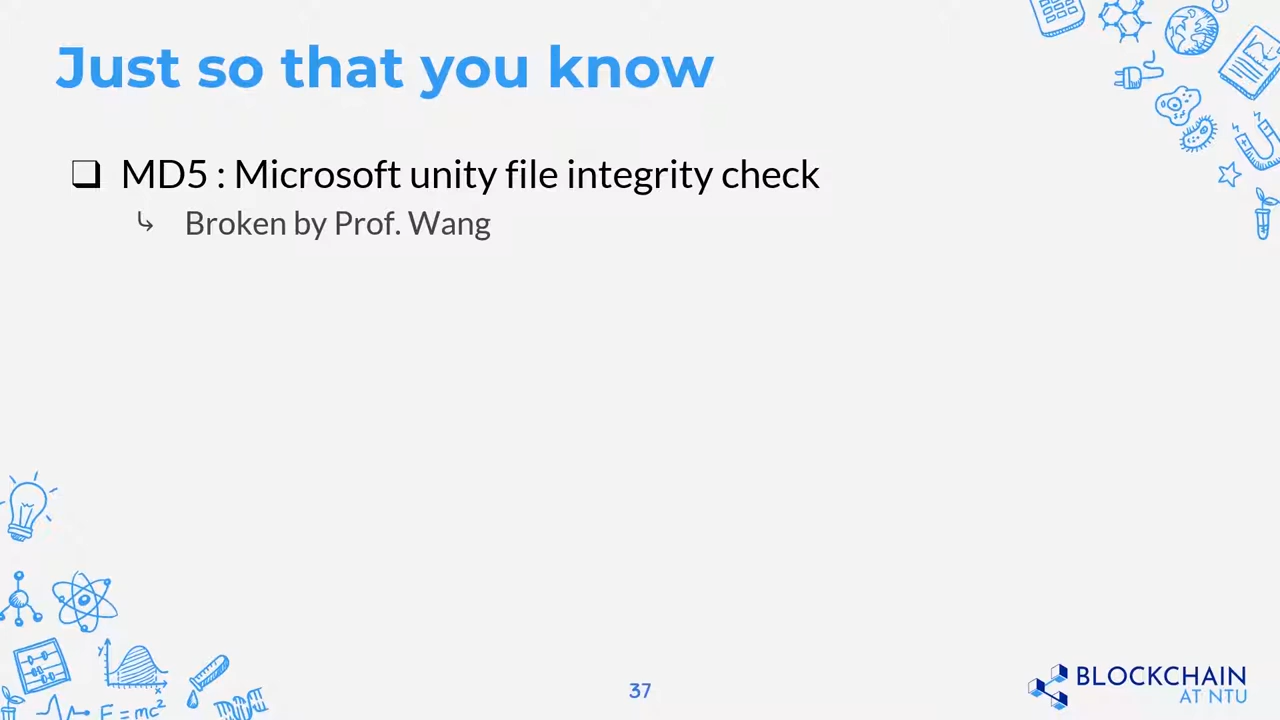 Just so that you know
❑ MD5 : Microsoft unity file integrity check
↳ Broken by Prof. Wang
y
x
E=mc²
37
BLOCKCHAIN
AT NTU